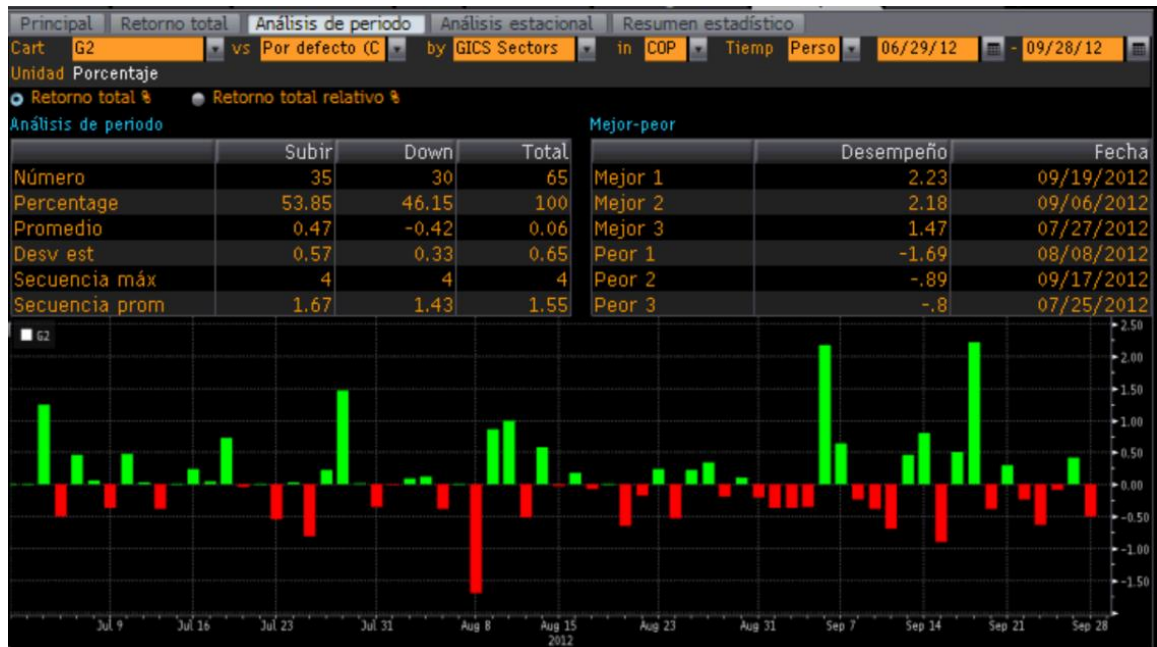 Principal Retorno total Análisis de periodo Análisis estacional Resumen estadístico
Cart G2 vs Por defecto (C by GICS Sectors in COP Tiemp Perso 06/29/12 - 09/28/12
Unidad Porcentaje
Retorno total % Retorno total relativo %
Análisis de periodo Mejor-peor
Subir Down Total Desempeño Fecha
Número 35 30 65 Mejor 1 2.23 09/19/2012
Percentage 53.85 46.15 100 Mejor 2 2.18 09/06/2012
Promedio 0.47 -0.42 0.06 Mejor 3 1.47 07/27/2012
Desv est 0.57 0.33 0.65 Peor 1 -1.69 08/08/2012
Secuencia máx 4 4 4 Peor 2 -.89 09/17/2012
Secuencia prom 1.67 1.43 1.55 Peor 3 -.8 07/25/2012
G2
2.50
2.00
1.50
1.00
0.50
0.00
-0.50
-1.00
-1.50
Jul 9 Jul 16 Jul 23 Jul 31 Aug 8 Aug 15 Aug 23 Aug 31 Sep 7 Sep 14 Sep 21 Sep 28
2012